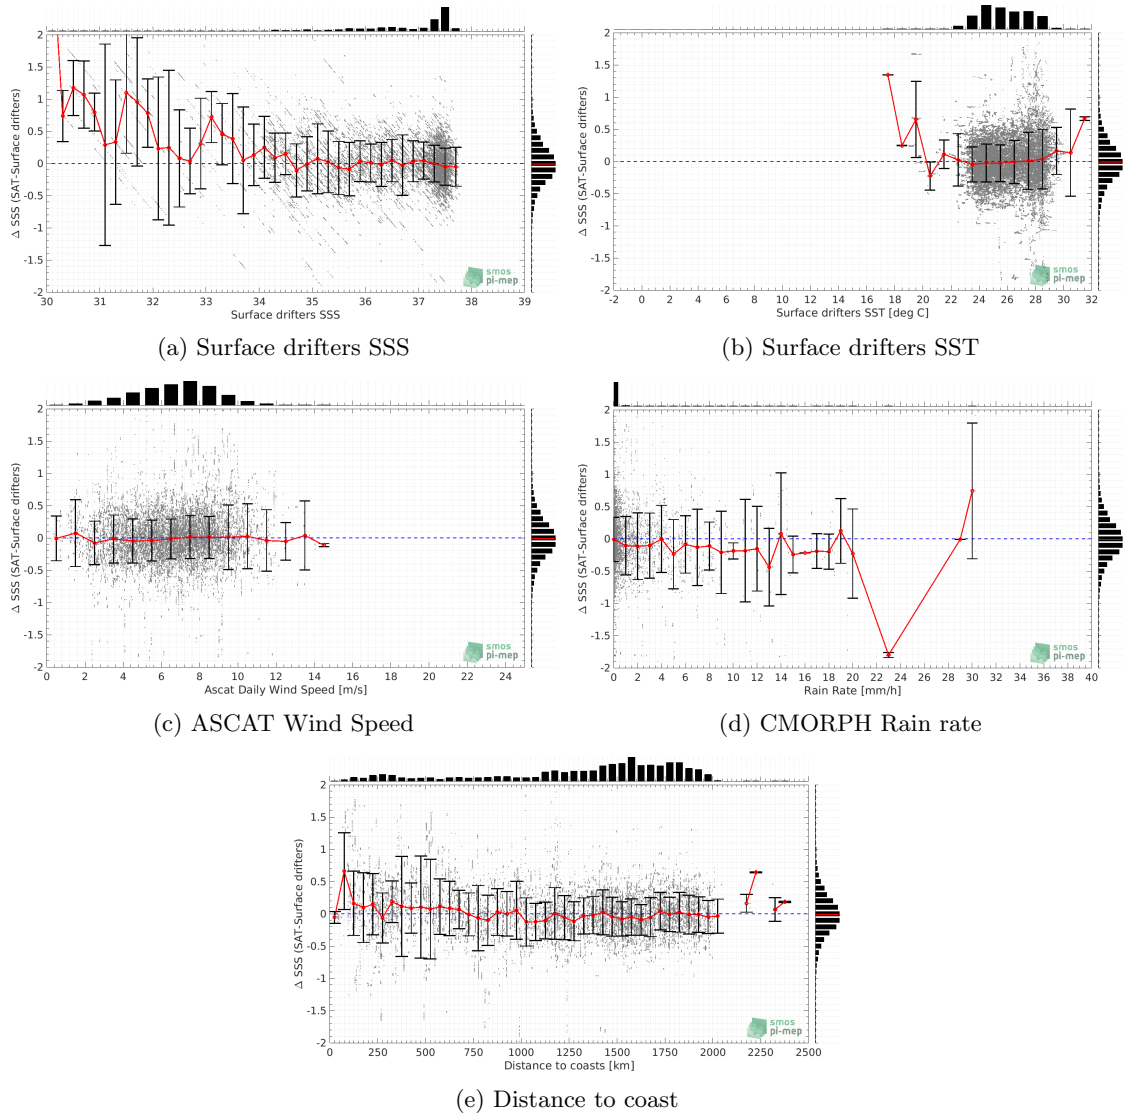 Δ SSS (SAT-Surface drifters)
2
1.5
1
0.5
0
-0.5
-1
-1.5
-2
30 31 32 33 34 35 36 37 38 39
Surface drifters SSS
smos
pi-mep
(a) Surface drifters SSS
Δ SSS (SAT-Surface drifters)
2
1.5
1
0.5
0
-0.5
-1
-1.5
-2
-2 0 2 4 6 8 10 12 14 16 18 20 22 24 26 28 30 32
Surface drifters SST [deg C]
smos
pi-mep
(b) Surface drifters SST
Δ SSS (SAT-Surface drifters)
2
1.5
1
0.5
0
-0.5
-1
-1.5
-2
0 2 4 6 8 10 12 14 16 18 20 22 24
Ascat Daily Wind Speed [m/s]
smos
pi-mep
(c) ASCAT Wind Speed
Δ SSS (SAT-Surface drifters)
2
1.5
1
0.5
0
-0.5
-1
-1.5
-2
0 2 4 6 8 10 12 14 16 18 20 22 24 26 28 30 32 34 36 38 40
Rain Rate [mm/h]
smos
pi-mep
(d) CMORPH Rain rate
Δ SSS (SAT-Surface drifters)
2
1.5
1
0.5
0
-0.5
-1
-1.5
-2
0 250 500 750 1000 1250 1500 1750 2000 2250 2500
Distance to coasts [km]
smos
pi-mep
(e) Distance to coast